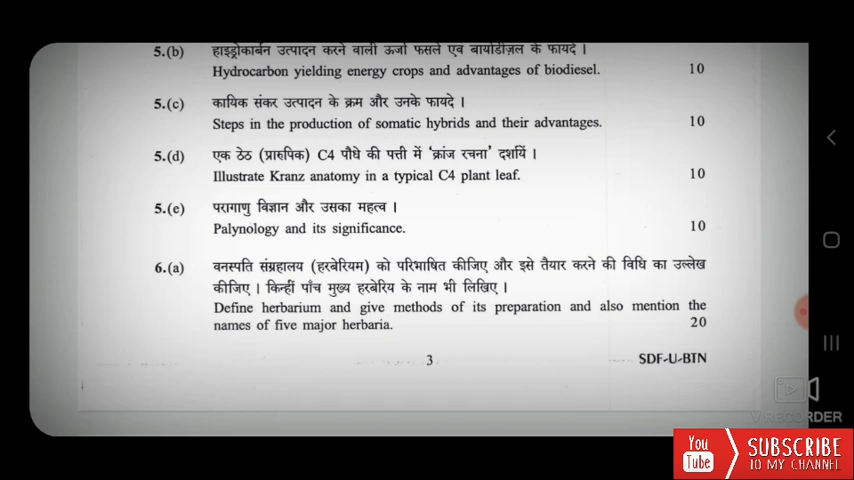 5.(b) हाइड्रोकार्बन उत्पादन करने वाली ऊर्जा फसलें एवं बायोडीज़ल के फायदे ।
Hydrocarbon yielding energy crops and advantages of biodiesel. 10
5.(c) कायिक संकर उत्पादन के क्रम और उनके फायदे ।
Steps in the production of somatic hybrids and their advantages. 10
5.(d) एक ठेठ (प्रारुपिक) C4 पौधे की पत्ती में 'क्रांज रचना' दर्शायें ।
Illustrate Kranz anatomy in a typical C4 plant leaf. 10
5.(e) परागाणु विज्ञान और उसका महत्व ।
Palynology and its significance. 10
6.(a) वनस्पति संग्रहालय (हरबेरियम) को परिभाषित कीजिए और इसे तैयार करने की विधि का उल्लेख
कीजिए । किन्हीं पाँच मुख्य हरबेरिय के नाम भी लिखिए ।
Define herbarium and give methods of its preparation and also mention the
names of five major herbaria. 20
3 SDF-U-BTN
V RECORDER
You Tube SUBSCRIBE
TO MY CHANNEL